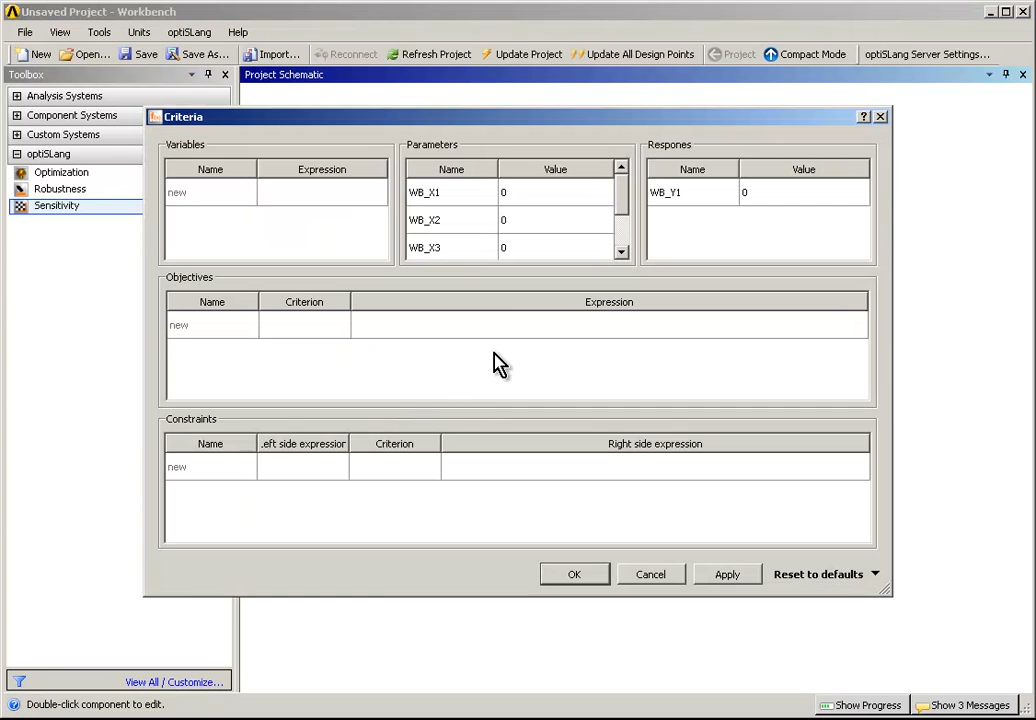 Unsaved Project - Workbench
File View Tools Units optiSLang Help
New Open... Save Save As... Import... Reconnect Refresh Project Update Project Update All Design Points Project Compact Mode optiSLang Server Settings...
Toolbox
Project Schematic
Analysis Systems
Component Systems
Custom Systems
optiSLang
Optimization
Robustness
Sensitivity
Criteria
Variables
Name Expression
new
Parameters
Name Value
WB_X1 0
WB_X2 0
WB_X3 0
Respones
Name Value
WB_Y1 0
Objectives
Name Criterion Expression
new
Constraints
Name .eft side expression Criterion Right side expression
new
OK Cancel Apply Reset to defaults
View All / Customize...
Double-click component to edit.
Show Progress Show 3 Messages